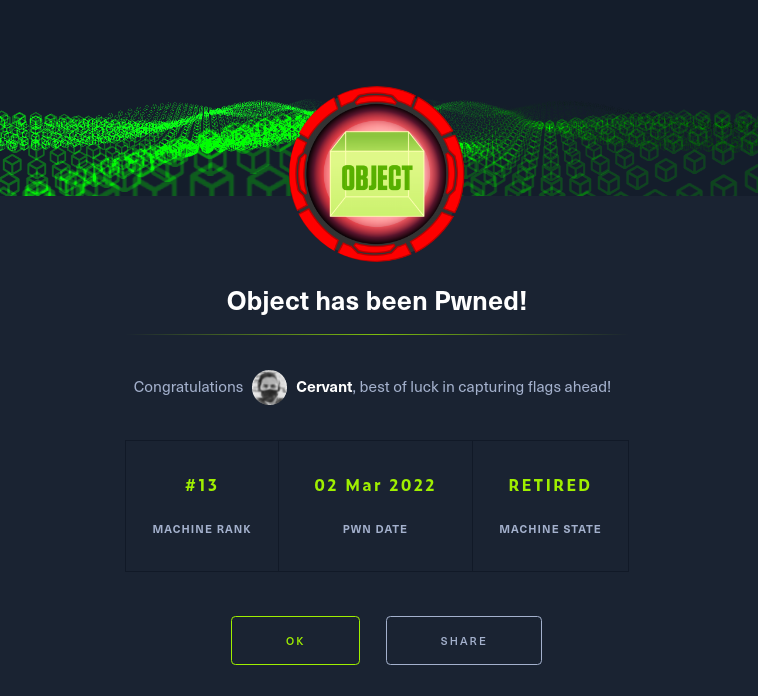 OBJECT
Object has been Pwned!
Congratulations Cervant, best of luck in capturing flags ahead!
#13 02 Mar 2022 RETIRED
MACHINE RANK PWN DATE MACHINE STATE
OK SHARE